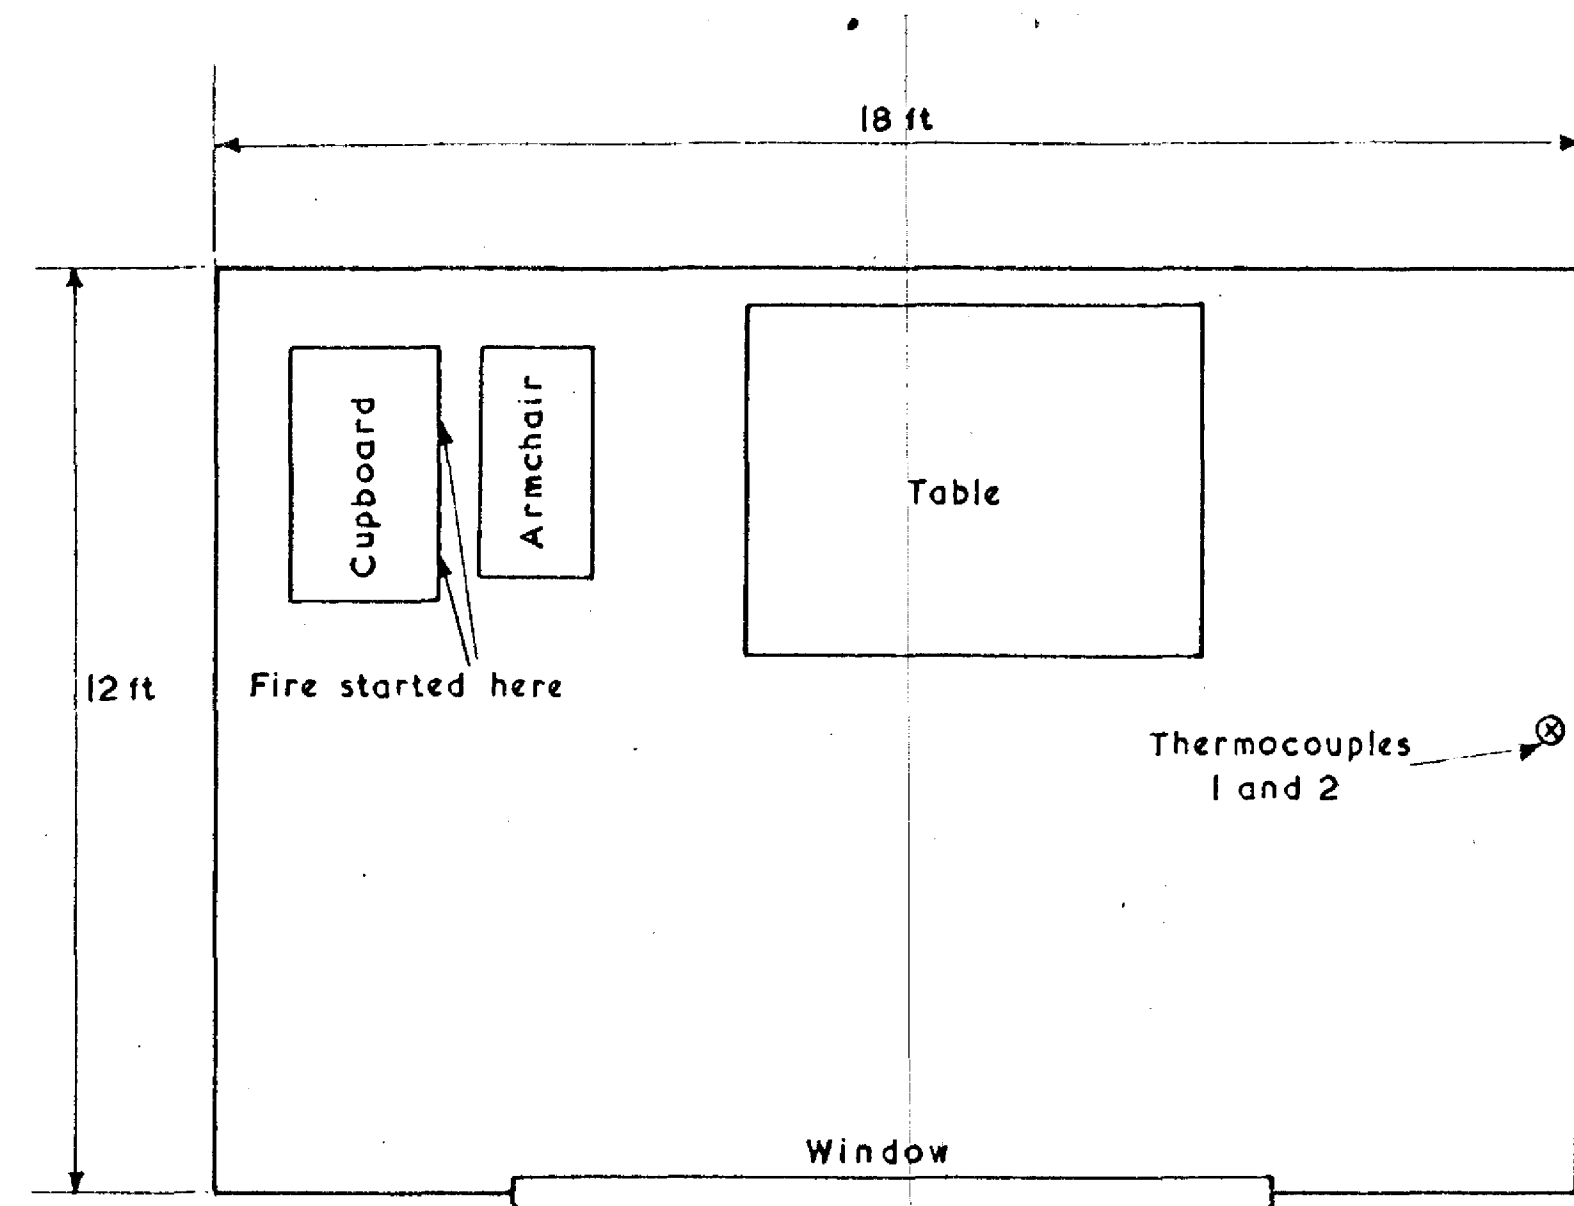 18 ft
Cupboard
Armchair
Table
12 ft
Fire started here
Thermocouples
1 and 2
Window